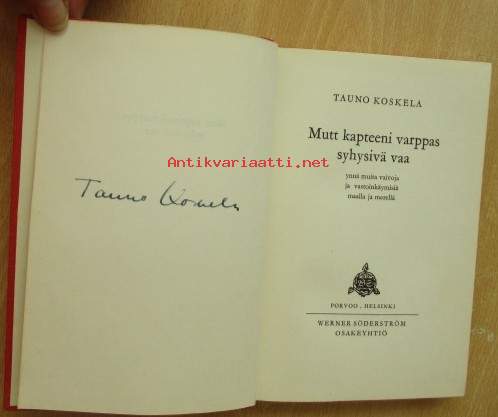 Tauno Koskela
TAUNO KOSKELA
Mutt kapteeni varppas
syhysivä vaa
ynnä muita vaivoja
ja vastoinkäymisiä
maalla ja merellä
PORVOO . HELSINKI
WERNER SÖDERSTRÖM
OSAKEYHTIÖ
Antikvariaatti.net